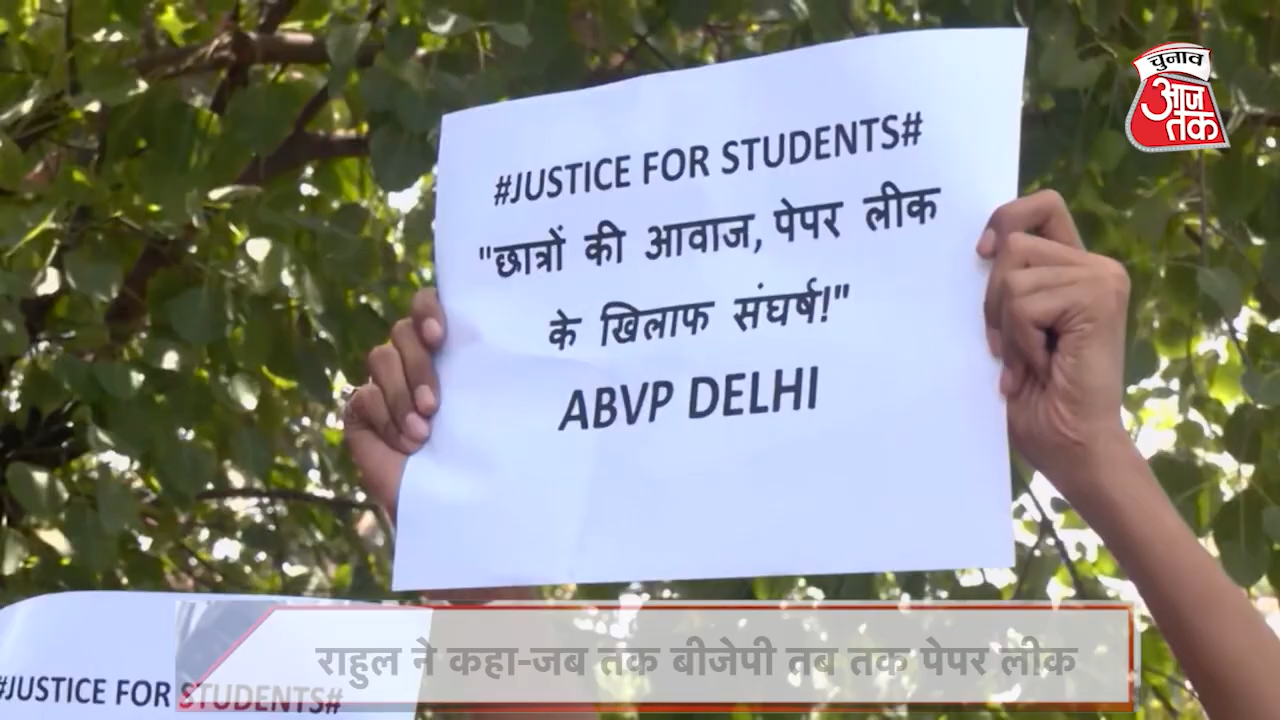 चुनाव
आज
तक
#JUSTICE FOR STUDENTS#
"छात्रों की आवाज, पेपर लीक
के खिलाफ संघर्ष!"
ABVP DELHI
#JUSTICE FOR STUDENTS#
राहुल ने कहा-जब तक बीजेपी तब तक पेपर लीक